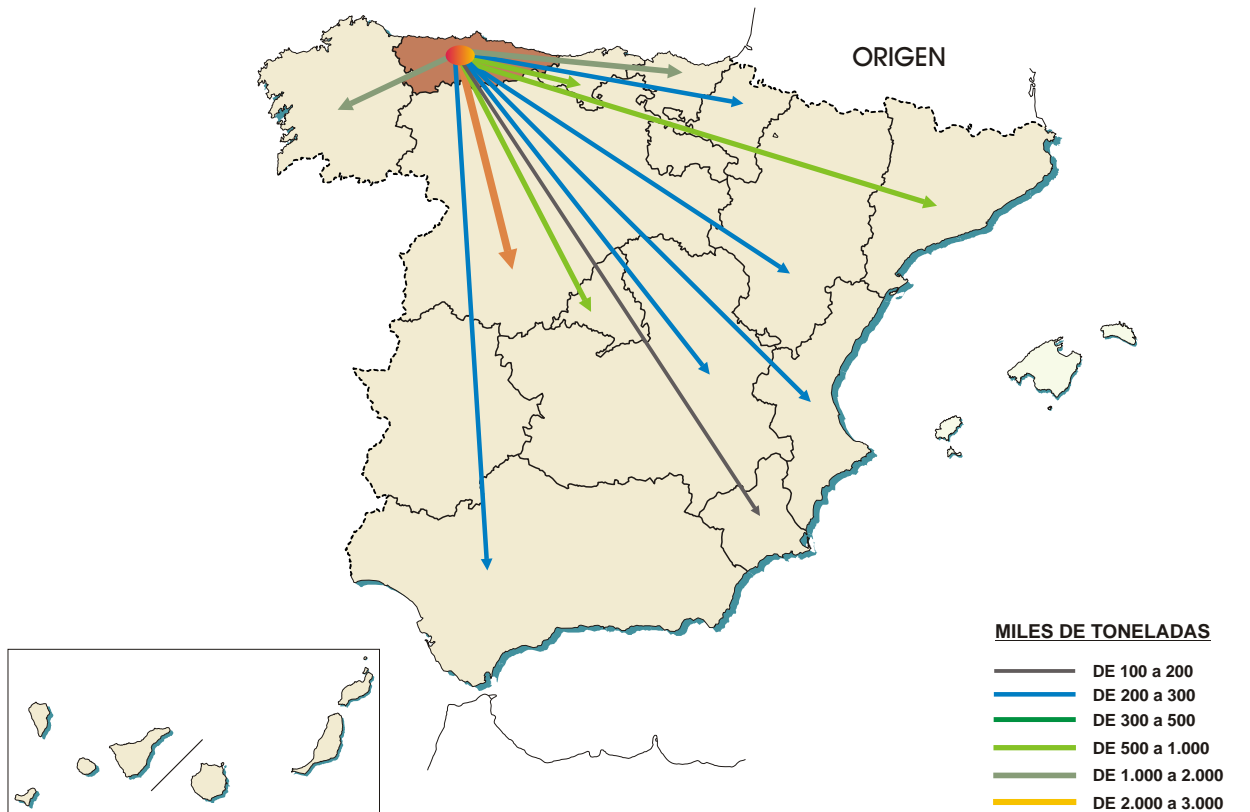 ORIGEN
MILES DE TONELADAS
DE 100 a 200
DE 200 a 300
DE 300 a 500
DE 500 a 1.000
DE 1.000 a 2.000
DE 2.000 a 3.000